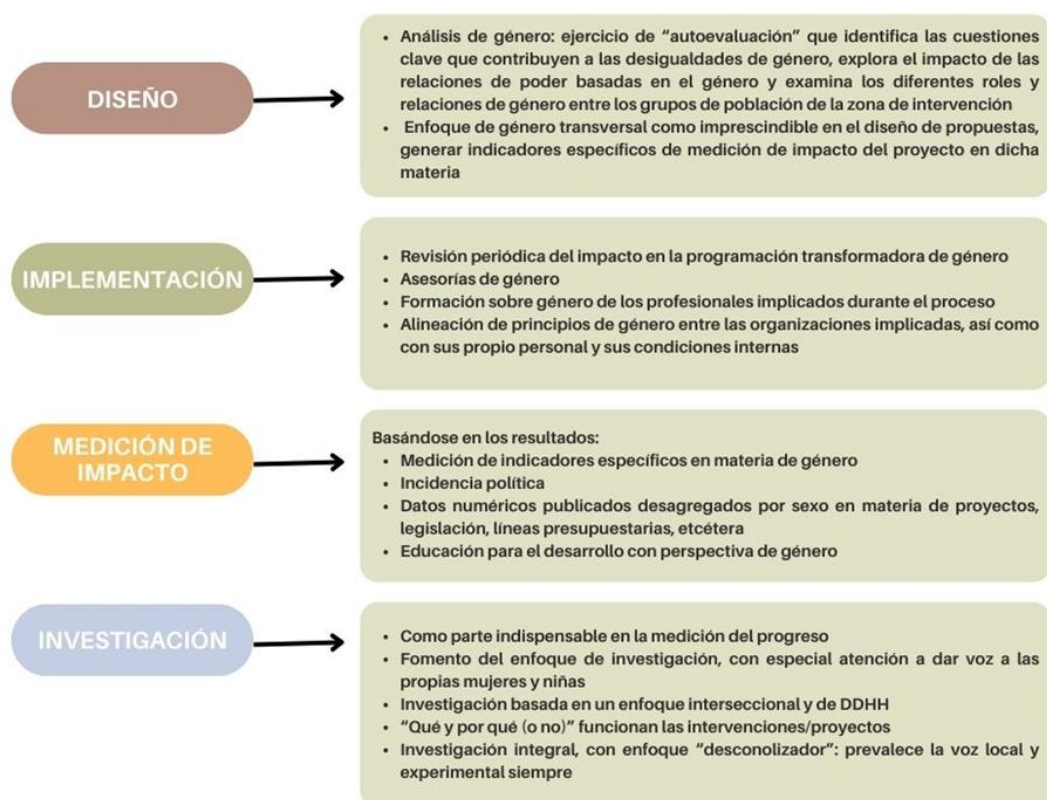 DISEÑO
• Análisis de género: ejercicio de “autoevaluación” que identifica las cuestiones
clave que contribuyen a las desigualdades de género, explora el impacto de las
relaciones de poder basadas en el género y examina los diferentes roles y
relaciones de género entre los grupos de población de la zona de intervención
• Enfoque de género transversal como imprescindible en el diseño de propuestas,
generar indicadores específicos de medición de impacto del proyecto en dicha
materia
IMPLEMENTACIÓN
• Revisión periódica del impacto en la programación transformadora de género
• Asesorías de género
• Formación sobre género de los profesionales implicados durante el proceso
• Alineación de principios de género entre las organizaciones implicadas, así como
con sus propio personal y sus condiciones internas
MEDICIÓN DE
IMPACTO
Basándose en los resultados:
• Medición de indicadores específicos en materia de género
• Incidencia política
• Datos numéricos publicados desagregados por sexo en materia de proyectos,
legislación, líneas presupuestarias, etcétera
• Educación para el desarrollo con perspectiva de género
INVESTIGACIÓN
• Como parte indispensable en la medición del progreso
• Fomento del enfoque de investigación, con especial atención a dar voz a las
propias mujeres y niñas
• Investigación basada en un enfoque interseccional y de DDHH
• “Qué y por qué (o no)” funcionan las intervenciones/proyectos
• Investigación integral, con enfoque “desconolizador”: prevalece la voz local y
experimental siempre